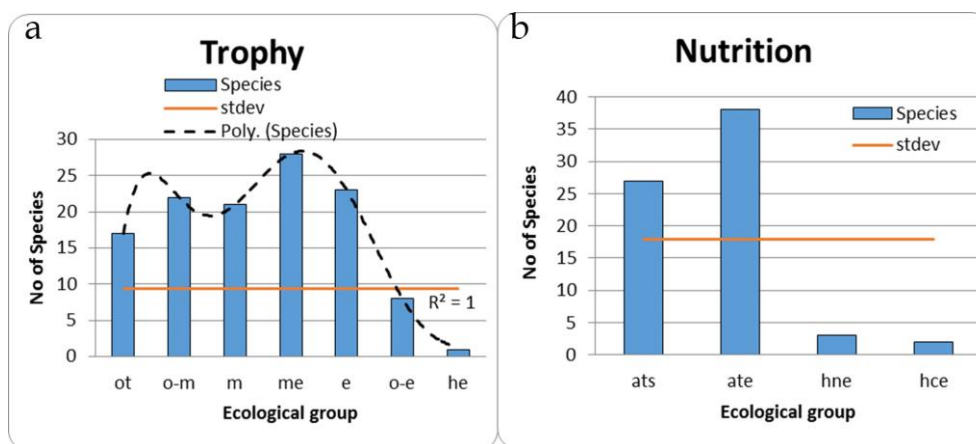 a
Trophy
Species
stdev
Poly. (Species)
30
25
20
15
10
5
0
No of Species
R² = 1
ot o-m m me e o-e he
Ecological group
b
Nutrition
Species
stdev
40
35
30
25
20
15
10
5
0
No of Species
ats ate hne hce
Ecological group